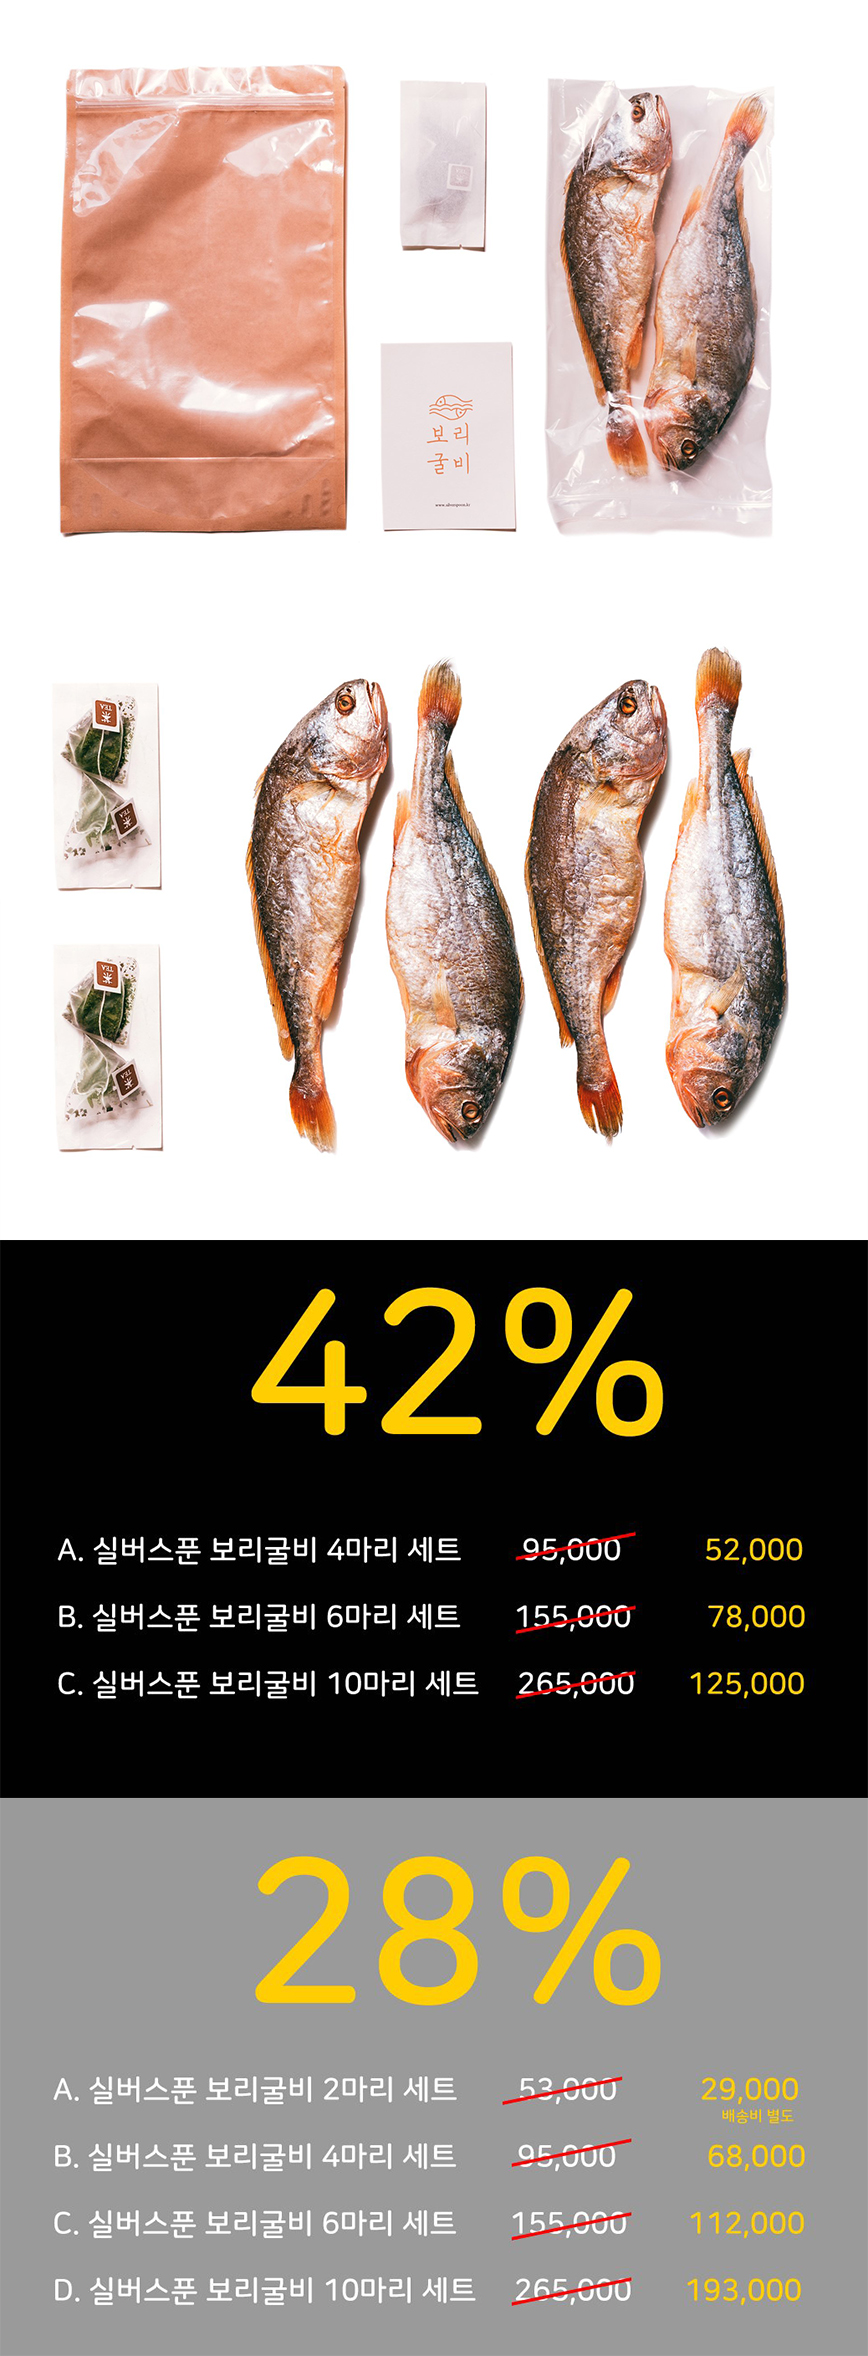 보리
굴비
茶
TEA
茶
TEA
茶
TEA
茶
TEA
42%
A. 실버스푼 보리굴비 4마리 세트 95,000 52,000
B. 실버스푼 보리굴비 6마리 세트 155,000 78,000
C. 실버스푼 보리굴비 10마리 세트 265,000 125,000
28%
A. 실버스푼 보리굴비 2마리 세트 53,000 29,000
배송비 별도
B. 실버스푼 보리굴비 4마리 세트 95,000 68,000
C. 실버스푼 보리굴비 6마리 세트 155,000 112,000
D. 실버스푼 보리굴비 10마리 세트 265,000 193,000